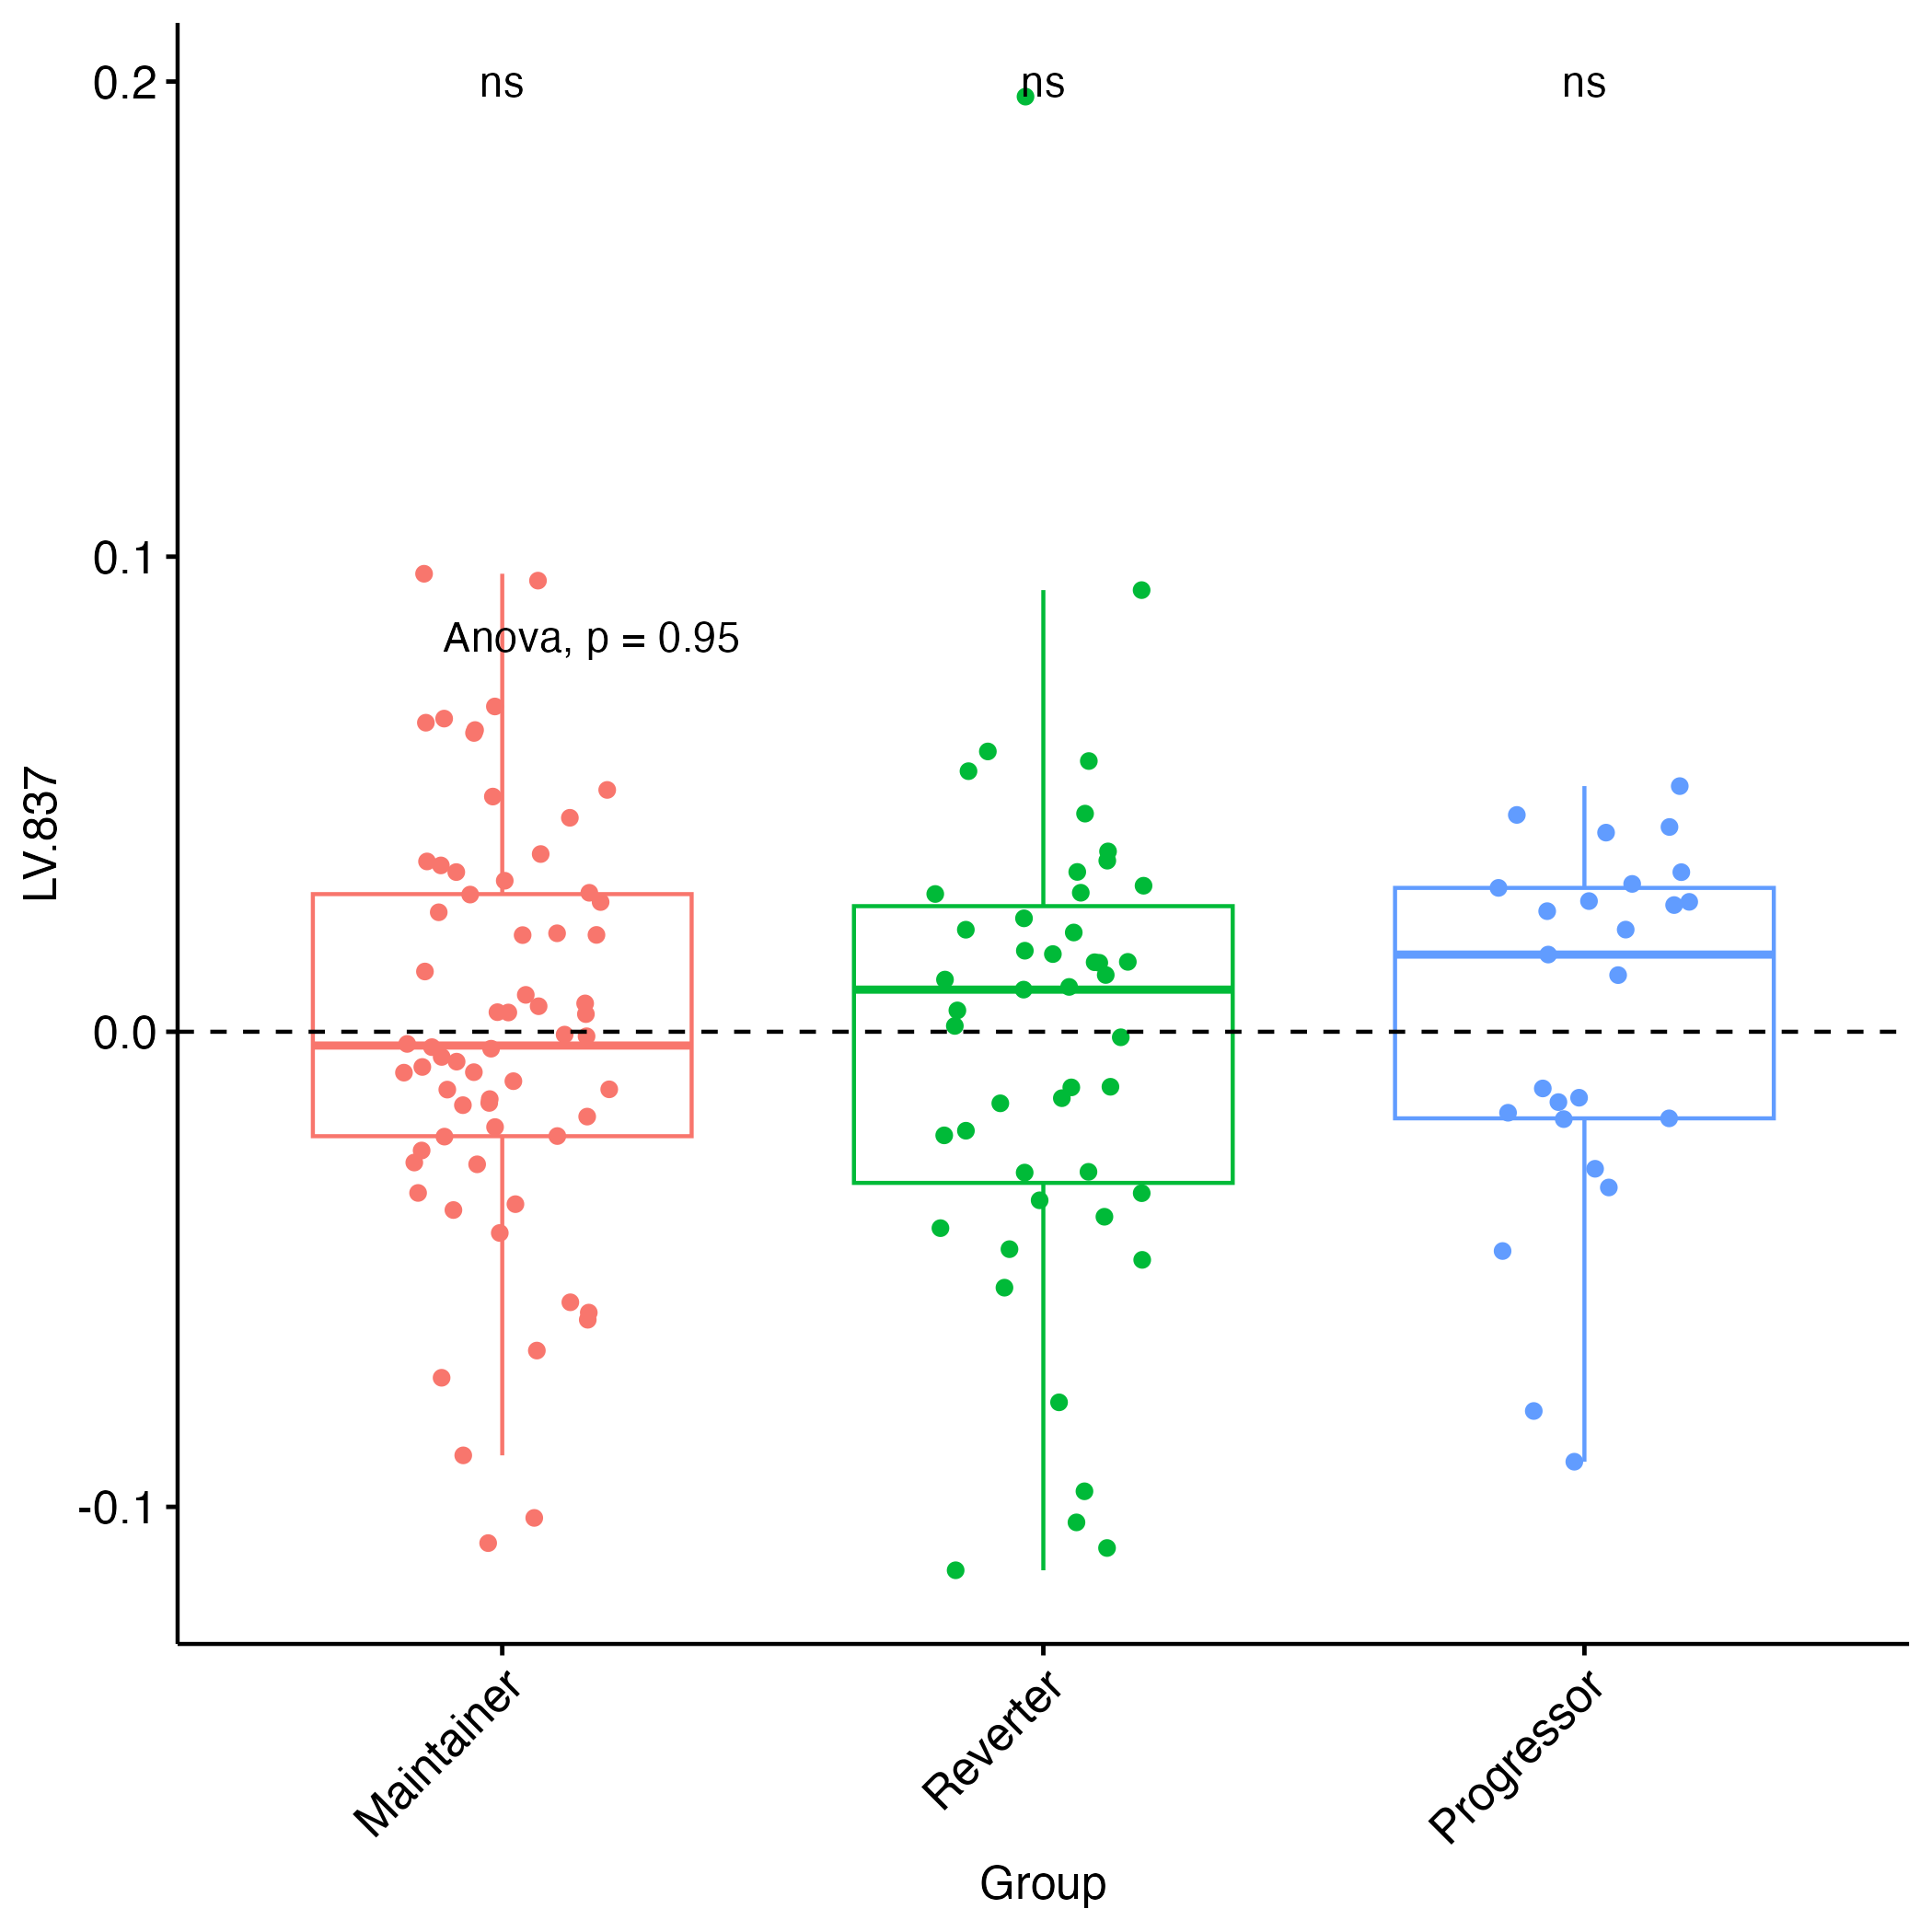 ns ns ns
0.2
0.1
Anova, p = 0.95
LV.837
0.0
-0.1
Maintainer Reverter Progressor
Group